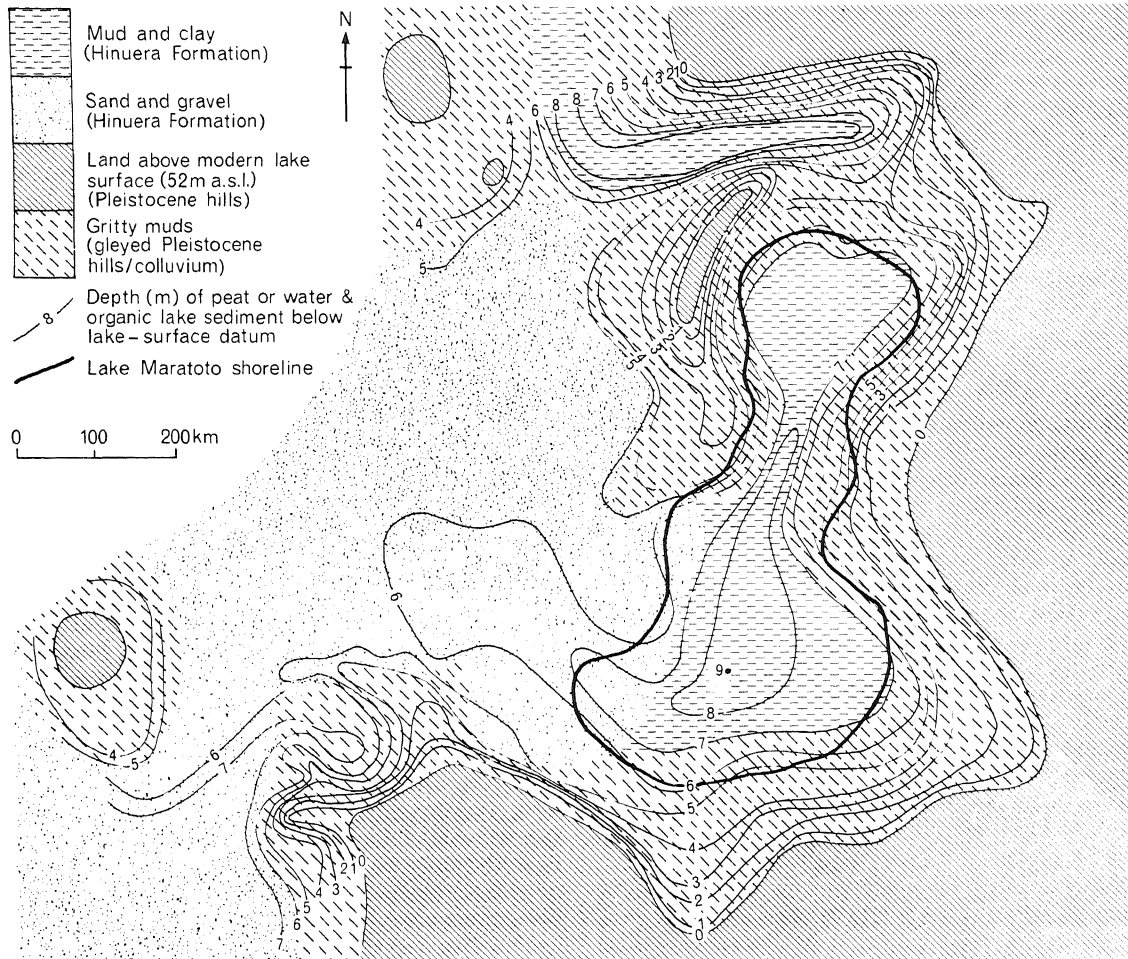 Mud and clay
(Hinuera Formation)
Sand and gravel
(Hinuera Formation)
Land above modern lake
surface (52m a.s.l.)
(Pleistocene hills)
Gritty muds
(gleyed Pleistocene
hills/colluvium)
8
Depth (m) of peat or water &
organic lake sediment below
lake-surface datum
Lake Maratoto shoreline
0 100 200km
N
4 6 8 8 7 6 5 4 3 2 1 0
4
5
5 4 3 2
5 3
0
6
9
8
7
6
5
4
3
2
1
0
4
5
6
7
2 1 0
3
4
5
6
7